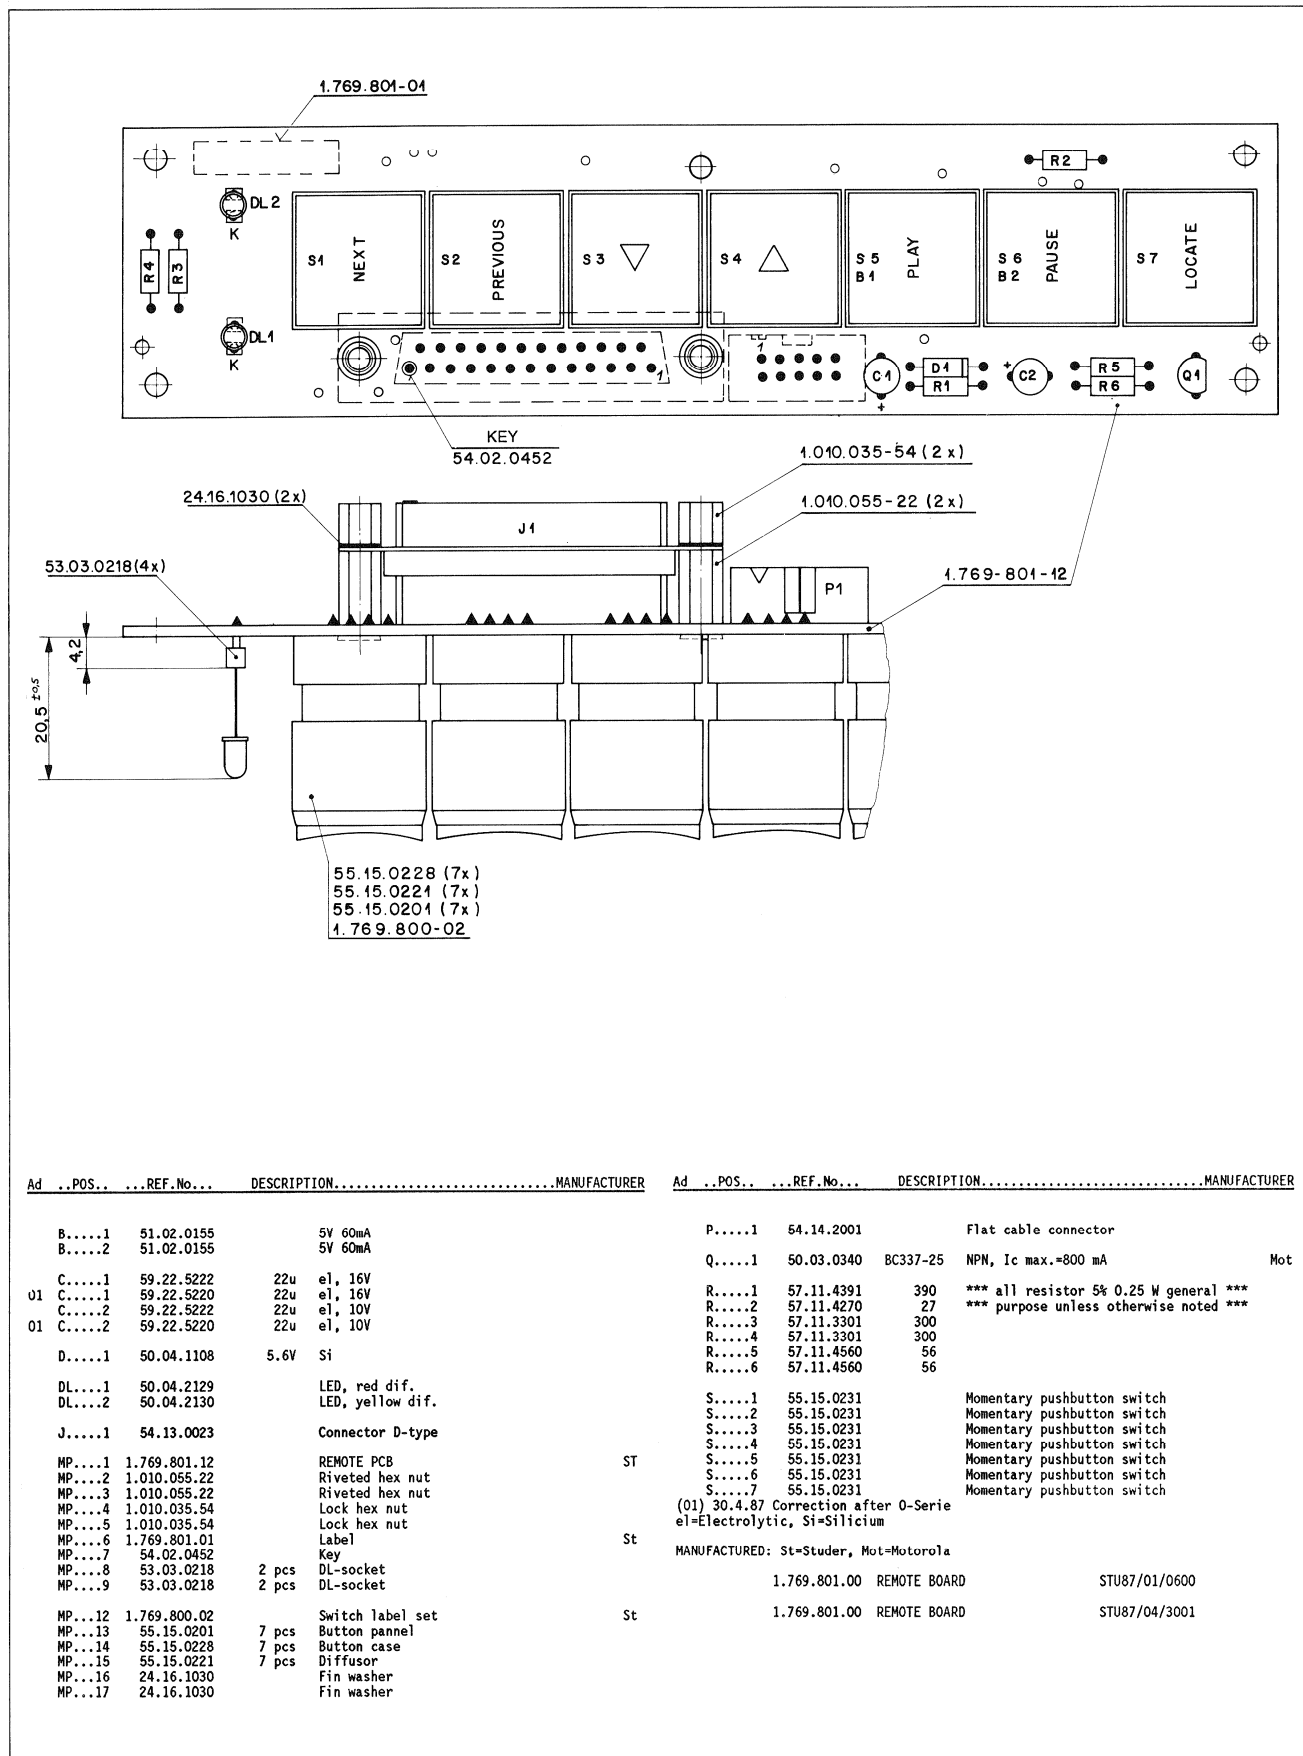 1.769.801-01
R2
DL2
K
S1 NEXT
S2 PREVIOUS
S3
S4
S5 B1 PLAY
S6 B2 PAUSE
S7 LOCATE
R4
R3
DL1
K
1
1
C1
+
D1
R1
+
C2
R5
R6
Q1
KEY
54.02.0452
1.010.035-54 (2x)
24.16.1030 (2x)
1.010.055-22 (2x)
J1
53.03.0218(4x)
P1
1.769-801-12
4,2
20,5 ±0,5
55.15.0228 (7x)
55.15.0221 (7x)
55.15.0201 (7x)
1.769.800-02
Ad ..POS.. ...REF.No... DESCRIPTION.............................MANUFACTURER
B.....1 51.02.0155 5V 60mA
B.....2 51.02.0155 5V 60mA
C.....1 59.22.5222 22u el, 16V
01 C.....1 59.22.5220 22u el, 16V
C.....2 59.22.5222 22u el, 10V
01 C.....2 59.22.5220 22u el, 10V
D.....1 50.04.1108 5.6V Si
DL....1 50.04.2129 LED, red dif.
DL....2 50.04.2130 LED, yellow dif.
J.....1 54.13.0023 Connector D-type
MP....1 1.769.801.12 REMOTE PCB ST
MP....2 1.010.055.22 Riveted hex nut
MP....3 1.010.055.22 Riveted hex nut
MP....4 1.010.035.54 Lock hex nut
MP....5 1.010.035.54 Lock hex nut
MP....6 1.769.801.01 Label St
MP....7 54.02.0452 Key
MP....8 53.03.0218 2 pcs DL-socket
MP....9 53.03.0218 2 pcs DL-socket
MP...12 1.769.800.02 Switch label set St
MP...13 55.15.0201 7 pcs Button pannel
MP...14 55.15.0228 7 pcs Button case
MP...15 55.15.0221 7 pcs Diffusor
MP...16 24.16.1030 Fin washer
MP...17 24.16.1030 Fin washer
Ad ..POS.. ...REF.No... DESCRIPTION.............................MANUFACTURER
P.....1 54.14.2001 Flat cable connector
Q.....1 50.03.0340 BC337-25 NPN, Ic max.=800 mA Mot
R.....1 57.11.4391 390 *** all resistor 5% 0.25 W general ***
R.....2 57.11.4270 27 *** purpose unless otherwise noted ***
R.....3 57.11.3301 300
R.....4 57.11.3301 300
R.....5 57.11.4560 56
R.....6 57.11.4560 56
S.....1 55.15.0231 Momentary pushbutton switch
S.....2 55.15.0231 Momentary pushbutton switch
S.....3 55.15.0231 Momentary pushbutton switch
S.....4 55.15.0231 Momentary pushbutton switch
S.....5 55.15.0231 Momentary pushbutton switch
S.....6 55.15.0231 Momentary pushbutton switch
S.....7 55.15.0231 Momentary pushbutton switch
(01) 30.4.87 Correction after 0-Serie
el=Electrolytic, Si=Silicium
MANUFACTURED: St=Studer, Mot=Motorola
1.769.801.00 REMOTE BOARD STU87/01/0600
1.769.801.00 REMOTE BOARD STU87/04/3001